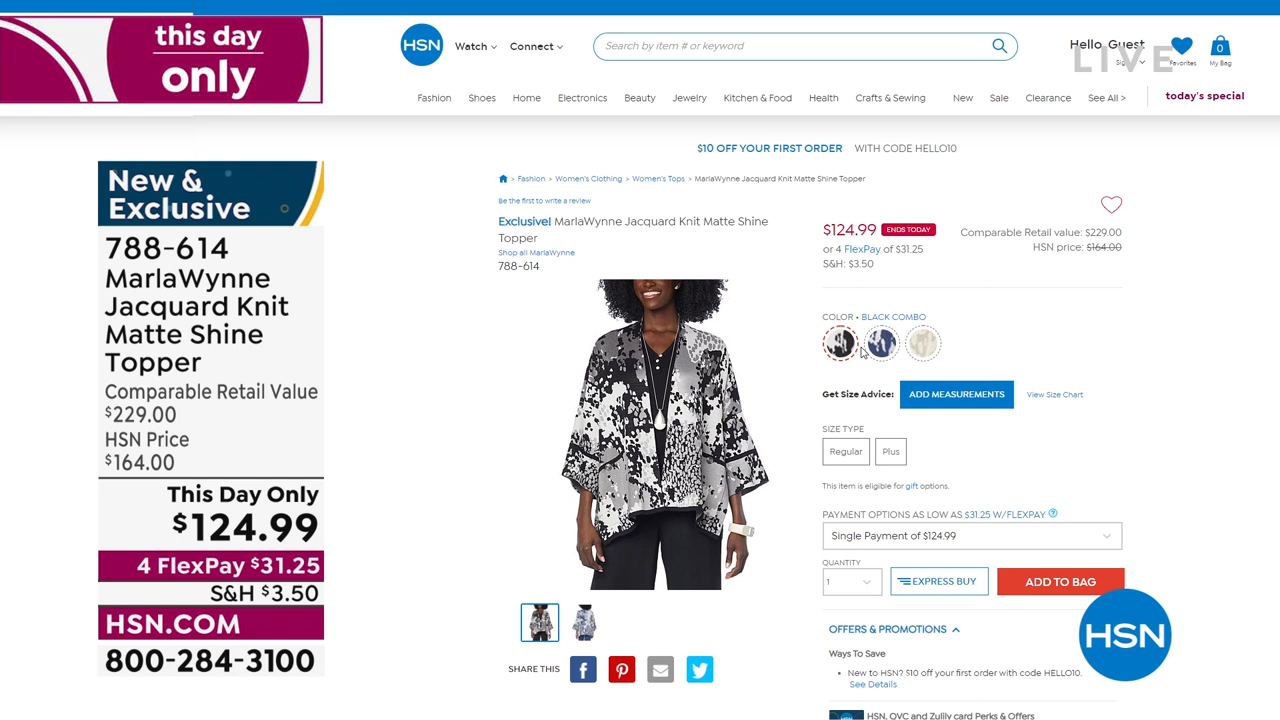 this day
only
New &
Exclusive
788-614
MarlaWynne
Jacquard Knit
Matte Shine
Topper
Comparable Retail Value
$229.00
HSN Price
$164.00
This Day Only
$124.99
4 FlexPay $31.25
S&H $3.50
HSN.COM
800-284-3100
HSN
Watch
Connect
Search by item # or keyword
Hello, Guest
LIVE
Favorites
0
My Bag
Fashion Shoes Home Electronics Beauty Jewelry Kitchen & Food Health Crafts & Sewing New Sale Clearance See All > today's special
$10 OFF YOUR FIRST ORDER WITH CODE HELLO10
> Fashion > Women's Clothing > Women's Tops > MarlaWynne Jacquard Knit Matte Shine Topper
Be the first to write a review
Exclusive! MarlaWynne Jacquard Knit Matte Shine
Topper
Shop all MarlaWynne
788-614
SHARE THIS
$124.99 ENDS TODAY
or 4 FlexPay of $31.25
S&H: $3.50
Comparable Retail value: $229.00
HSN price: $164.00
COLOR • BLACK COMBO
Get Size Advice: ADD MEASUREMENTS View Size Chart
SIZE TYPE
Regular Plus
This item is eligible for gift options.
PAYMENT OPTIONS AS LOW AS $31.25 W/FLEXPAY ?
Single Payment of $124.99
QUANTITY
1 EXPRESS BUY ADD TO BAG
OFFERS & PROMOTIONS
Ways To Save
• New to HSN? $10 off your first order with code HELLO10.
See Details
HSN, QVC and Zulily card Perks & Offers
HSN